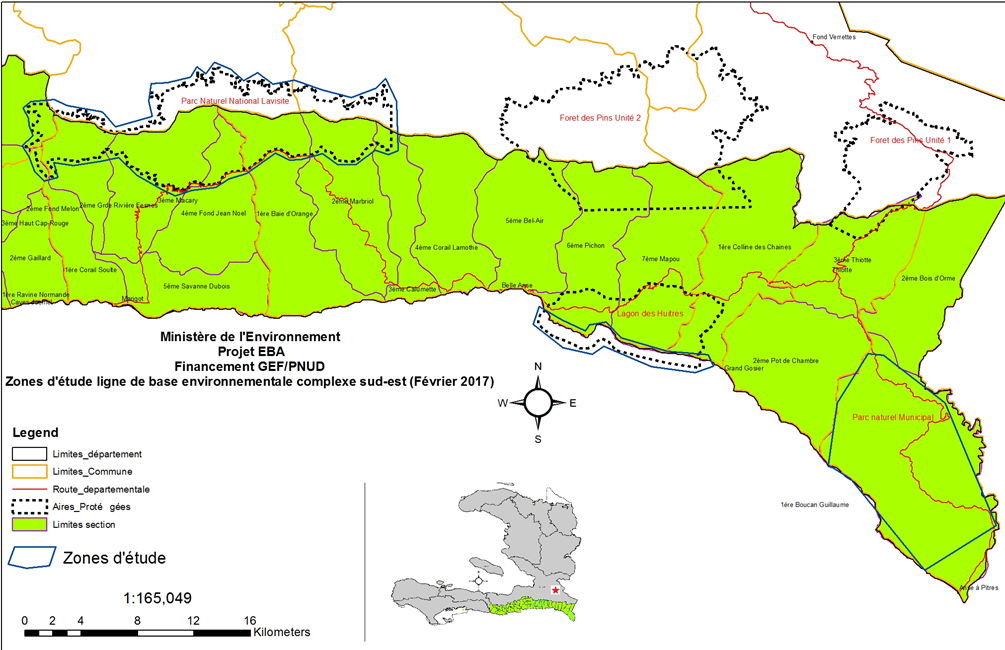 Fond Verrettes
Parc Naturel National Lavisite
Foret des Pins Unité 2
Foret des Pins Unité 1
3ème Macary
2ème Marbriol
2ème Fond Melon
2ème Grde Rivière Fesnes
4ème Fond Jean Noel
1ère Baie d'Orange
3ème Haut Cap-Rouge
5ème Bel-Air
4ème Corail Lamothe
6ème Pichon
1ère Colline des Chaines
2ème Gaillard
7ème Mapou
3ème Thiotte
Thiotte
1ère Corail Soulte
2ème Bois d'Orme
5ème Savanne Dubois
3ème Calumette
Belle Anse
1ère Ravine Normande
Marigot
Lagon des Huitres
Ministère de l'Environnement
Projet EBA
Financement GEF/PNUD
Zones d'étude ligne de base environnementale complexe sud-est (Février 2017)
2ème Pot de Chambre
Grand Gosier
N
W
E
S
Parc naturel Municipal
Legend
Limites_département
Limites_Commune
Route_departementale
Aires_Proté gées
Limites section
Zones d'étude
1ère Boucan Guillaume
Anse à Pitres
1:165,049
0 2 4 8 12 16
Kilometers